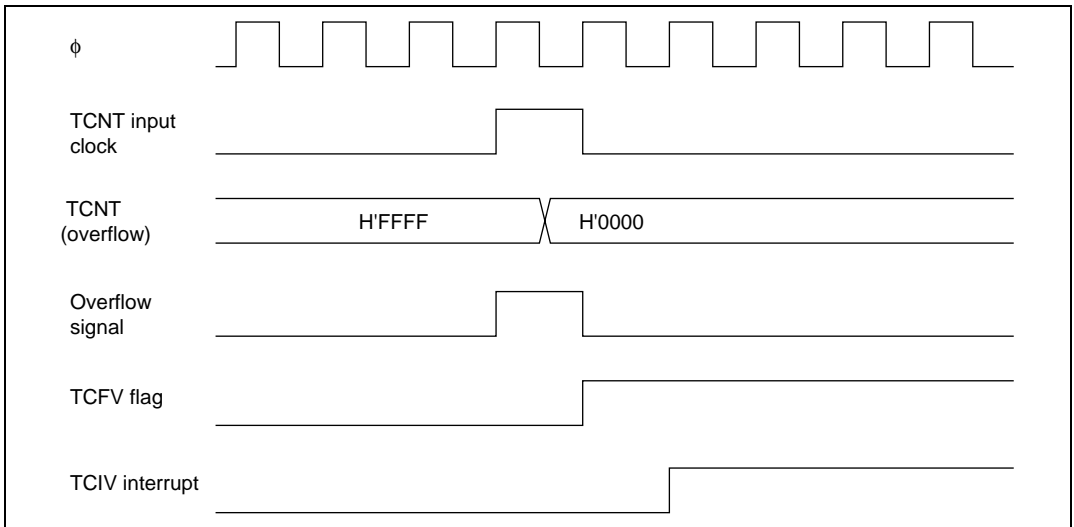 ϕ
TCNT input
clock
TCNT
(overflow)
H'FFFF
H'0000
Overflow
signal
TCFV flag
TCIV interrupt